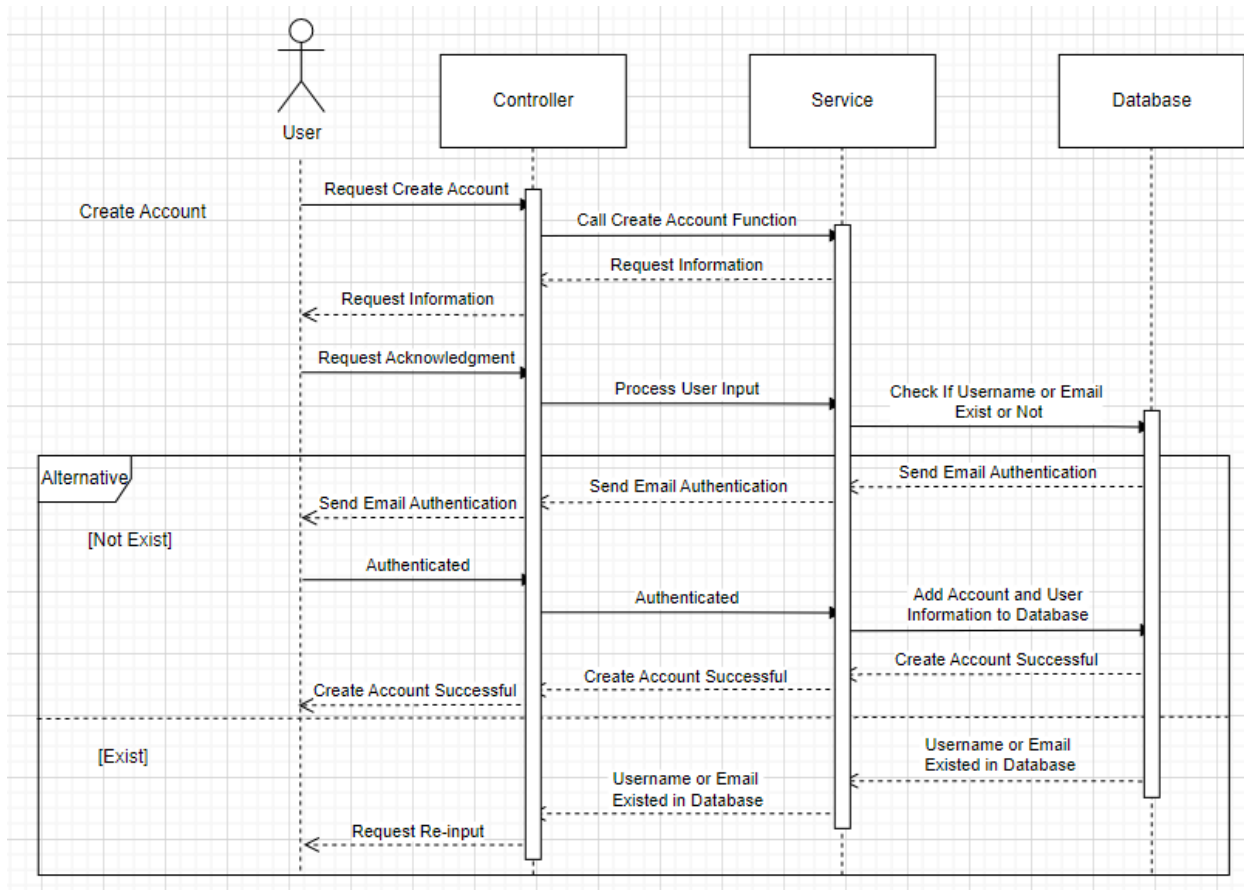 User
Controller
Service
Database
Create Account
Request Create Account
Call Create Account Function
Request Information
Request Information
Request Acknowledgment
Process User Input
Check If Username or Email
Exist or Not
Alternative
Send Email Authentication
Send Email Authentication
Send Email Authentication
[Not Exist]
Authenticated
Authenticated
Add Account and User
Information to Database
Create Account Successful
Create Account Successful
Create Account Successful
[Exist]
Username or Email
Existed in Database
Username or Email
Existed in Database
Request Re-input